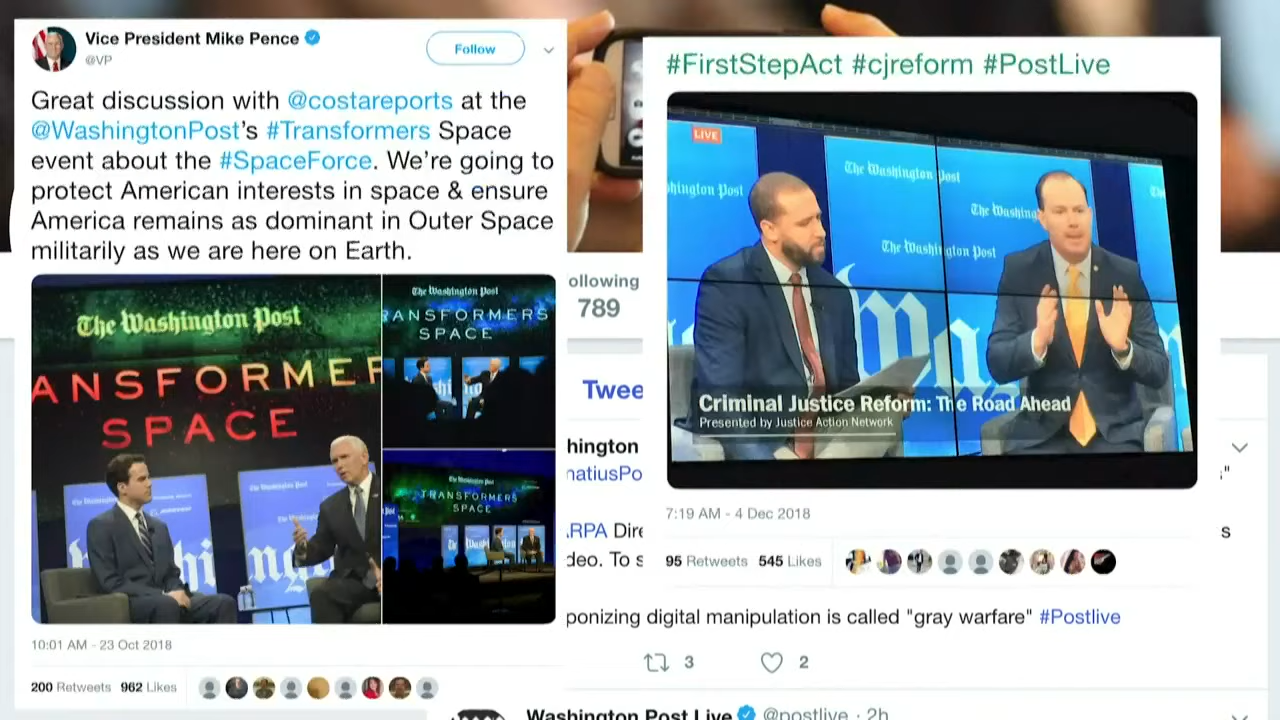 Vice President Mike Pence
@VP
Follow
Great discussion with @costareports at the
@WashingtonPost’s #Transformers Space
event about the #SpaceForce. We’re going to
protect American interests in space & ensure
America remains as dominant in Outer Space
militarily as we are here on Earth.
The Washington Post
ANSFORMER
SPACE
The Washington Post
RANSFORMERS
SPACE
The Washington Post
TRANSFORMERS
SPACE
10:01 AM - 23 Oct 2018
200 Retweets 962 Likes
ollowing
789
Twee
hington
natiusPo
.RPA Dire
deo. To s
s
ponizing digital manipulation is called "gray warfare" #Postlive
3
2
Washington Post Live @postlive · 2h
#FirstStepAct #cjreform #PostLive
LIVE
hington Post
The Washington Post
The Washing
The Washington Post
Criminal Justice Reform: The Road Ahead
Presented by Justice Action Network
7:19 AM - 4 Dec 2018
95 Retweets 545 Likes